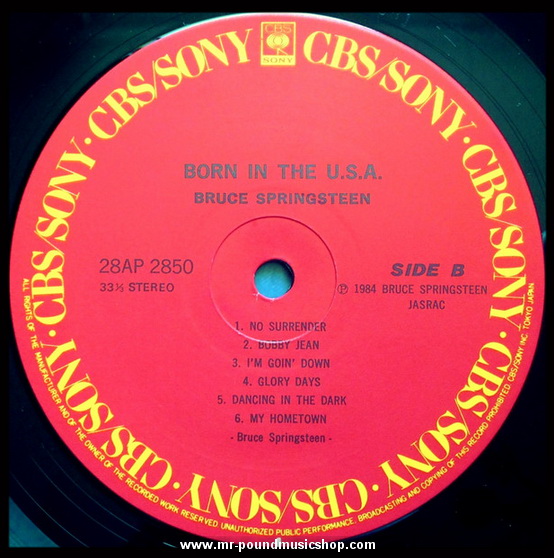 CBS
SONY
CBS/SONY · CBS/SONY · CBS/SONY · CBS/SONY · CBS/SONY · CBS/SONY · CBS/SONY · CBS/SONY
BORN IN THE U.S.A.
BRUCE SPRINGSTEEN
28AP 2850
33⅓ STEREO
SIDE B
℗ 1984 BRUCE SPRINGSTEEN
JASRAC
1. NO SURRENDER
2. BOBBY JEAN
3. I'M GOIN' DOWN
4. GLORY DAYS
5. DANCING IN THE DARK
6. MY HOMETOWN
- Bruce Springsteen -
ALL RIGHTS OF THE MANUFACTURER AND OF THE OWNER OF THE RECORDED WORK RESERVED. UNAUTHORIZED PUBLIC PERFORMANCE, BROADCASTING AND COPYING OF THIS RECORD PROHIBITED. CBS/SONY INC. TOKYO JAPAN
www.mr-poundmusicshop.com